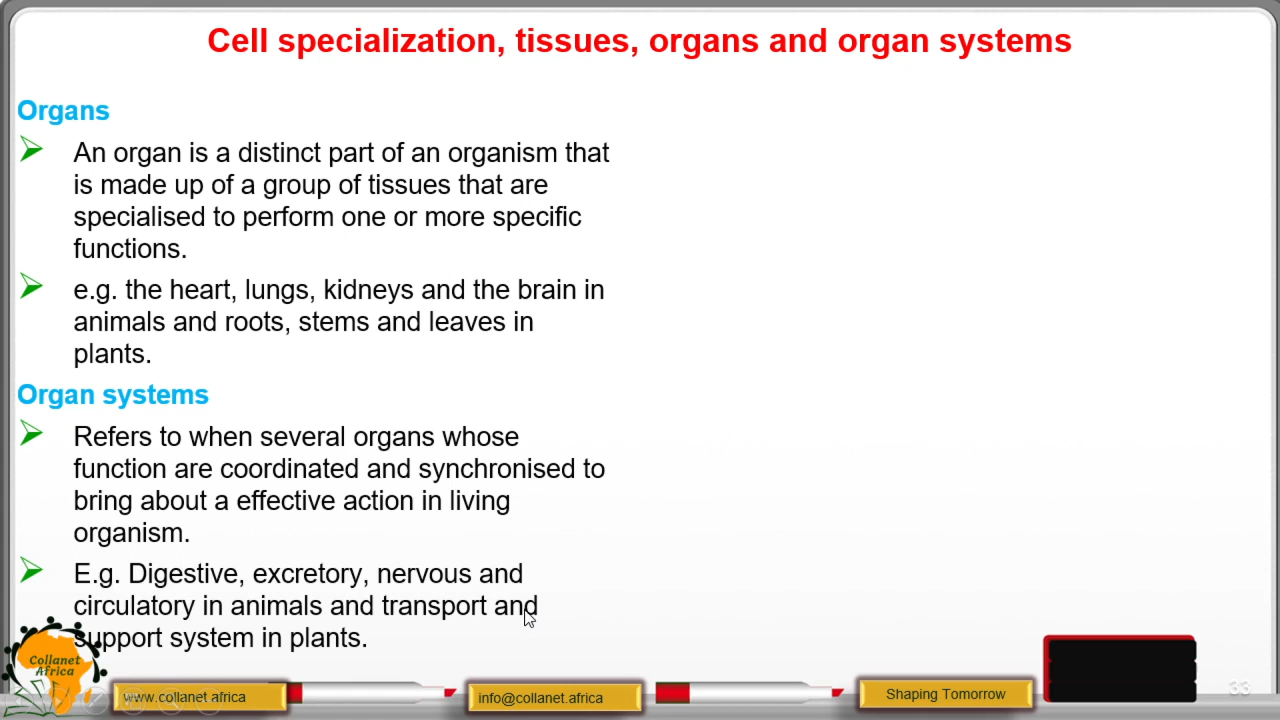 Cell specialization, tissues, organs and organ systems
Organs
An organ is a distinct part of an organism that
is made up of a group of tissues that are
specialised to perform one or more specific
functions.
e.g. the heart, lungs, kidneys and the brain in
animals and roots, stems and leaves in
plants.
Organ systems
Refers to when several organs whose
function are coordinated and synchronised to
bring about a effective action in living
organism.
E.g. Digestive, excretory, nervous and
circulatory in animals and transport and
support system in plants.
Collanet
Africa
www.collanet.africa
info@collanet.africa
Shaping Tomorrow
33